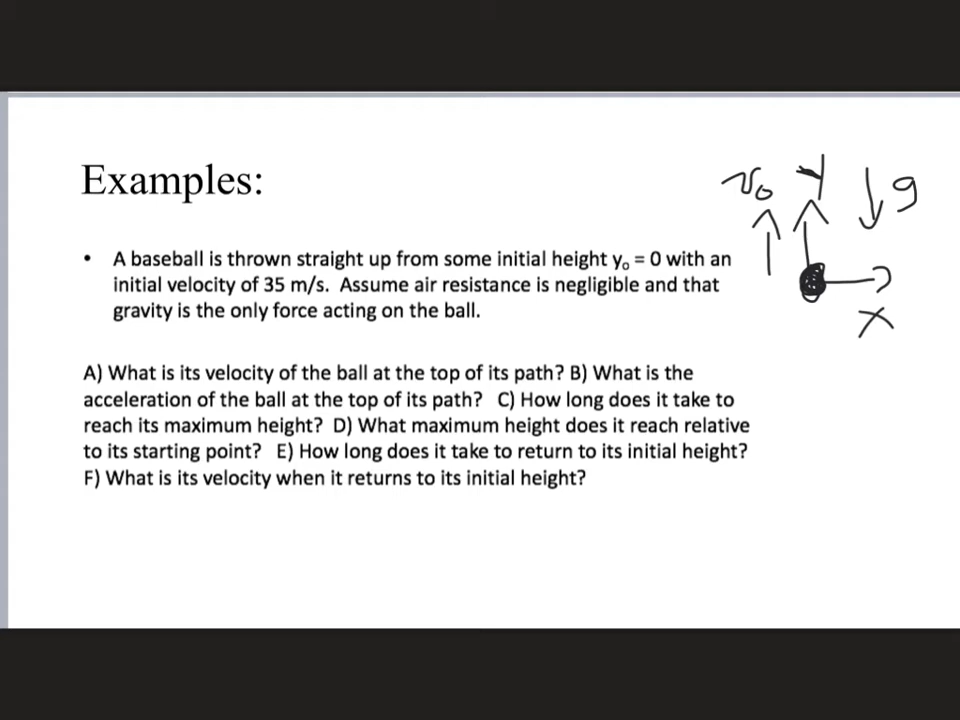 Examples:
v₀ y ↓ g
• A baseball is thrown straight up from some initial height y₀ = 0 with an
initial velocity of 35 m/s. Assume air resistance is negligible and that
gravity is the only force acting on the ball.
x
A) What is its velocity of the ball at the top of its path? B) What is the
acceleration of the ball at the top of its path? C) How long does it take to
reach its maximum height? D) What maximum height does it reach relative
to its starting point? E) How long does it take to return to its initial height?
F) What is its velocity when it returns to its initial height?